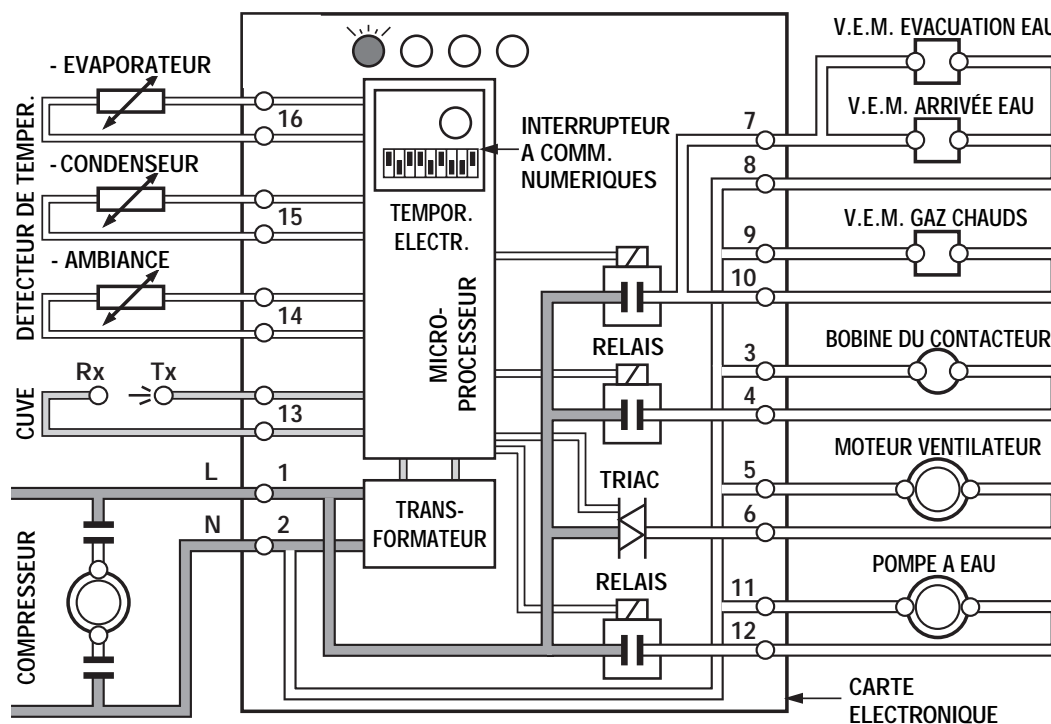 V.E.M. EVACUATION EAU
- EVAPORATEUR
16
DETECTEUR DE TEMPER.
- CONDENSEUR
15
- AMBIANCE
14
Rx
Tx
13
CUVE
L
1
N
2
COMPRESSEUR
INTERRUPTEUR
A COMM.
NUMERIQUES
TEMPOR.
ELECTR.
MICRO-
PROCESSEUR
TRANS-
FORMATEUR
RELAIS
TRIAC
RELAIS
7
V.E.M. ARRIVÉE EAU
8
9
V.E.M. GAZ CHAUDS
10
3
BOBINE DU CONTACTEUR
4
5
MOTEUR VENTILATEUR
6
11
POMPE A EAU
12
CARTE
ELECTRONIQUE